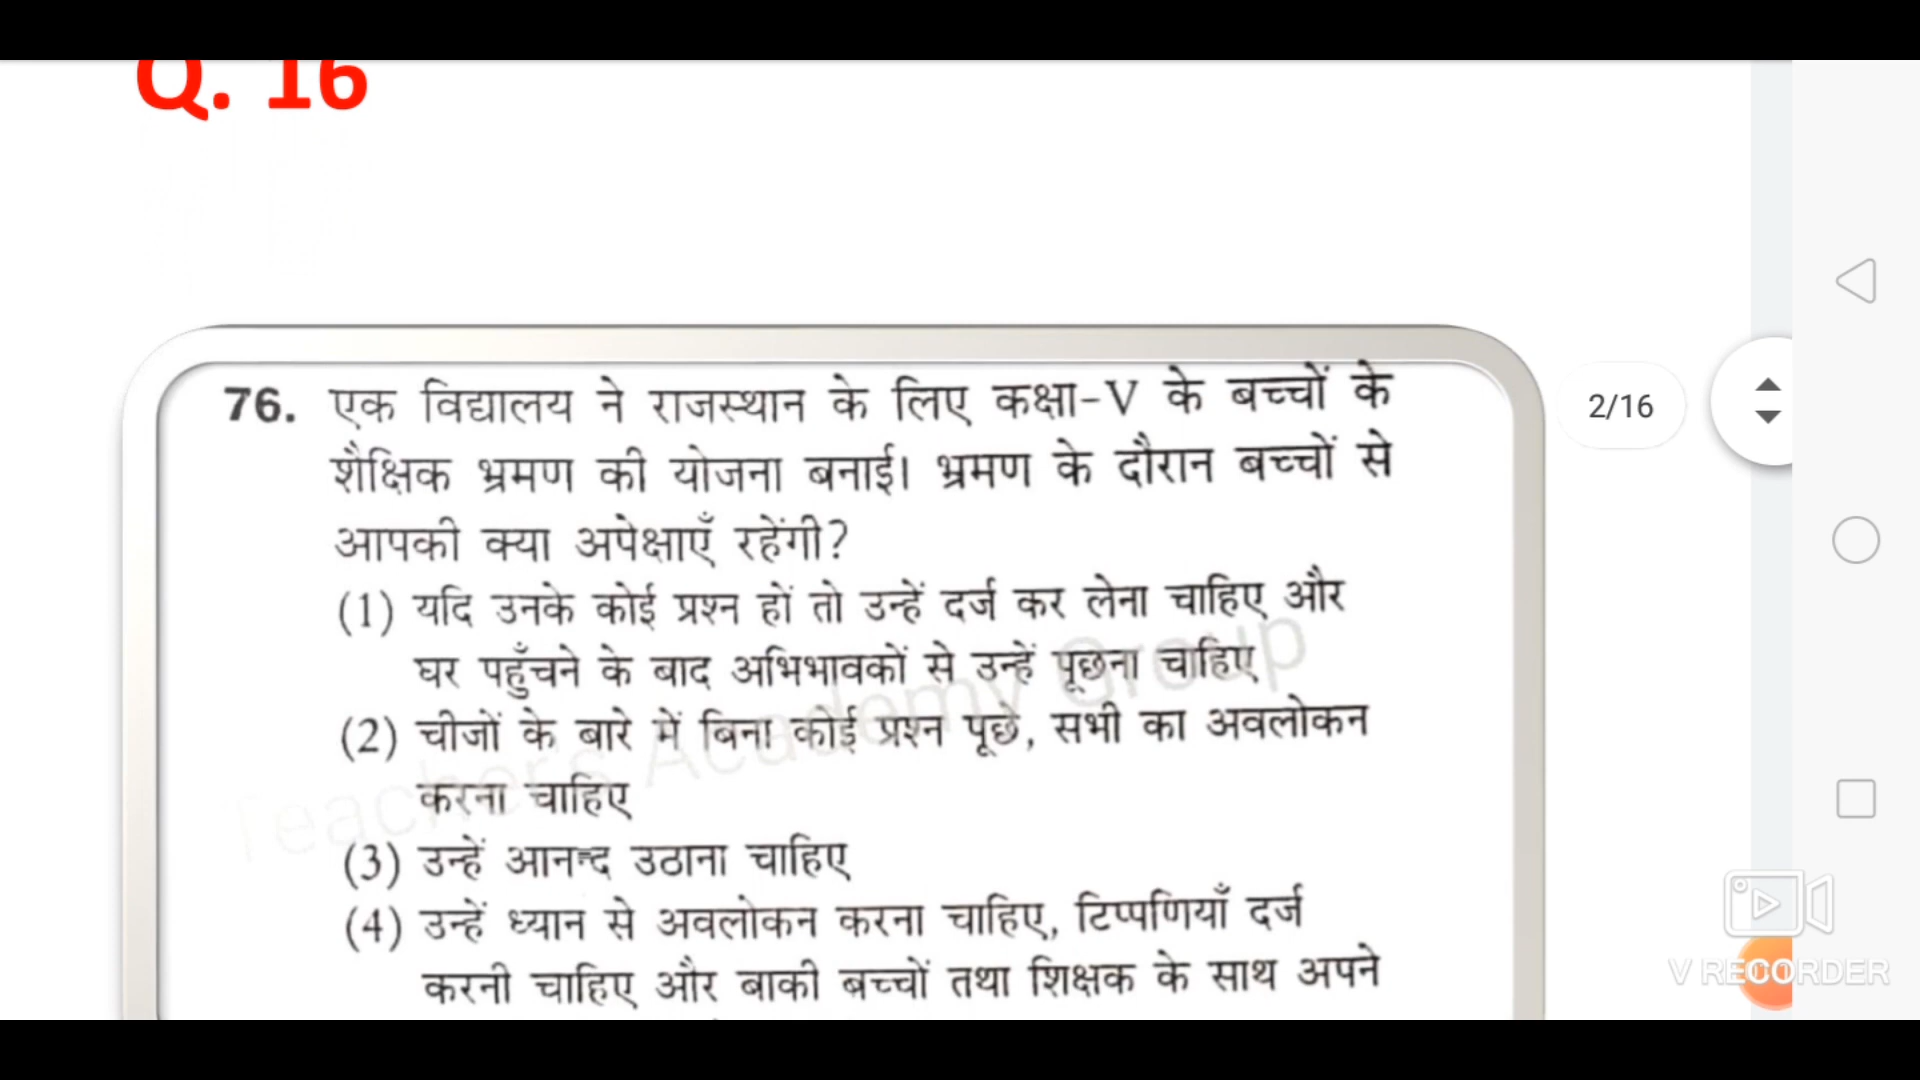 Q. 16
76. एक विद्यालय ने राजस्थान के लिए कक्षा-V के बच्चों के
शैक्षिक भ्रमण की योजना बनाई। भ्रमण के दौरान बच्चों से
आपकी क्या अपेक्षाएँ रहेंगी?
(1) यदि उनके कोई प्रश्न हों तो उन्हें दर्ज कर लेना चाहिए और
घर पहुँचने के बाद अभिभावकों से उन्हें पूछना चाहिए
(2) चीजों के बारे में बिना कोई प्रश्न पूछे, सभी का अवलोकन
करना चाहिए
(3) उन्हें आनन्द उठाना चाहिए
(4) उन्हें ध्यान से अवलोकन करना चाहिए, टिप्पणियाँ दर्ज
करनी चाहिए और बाकी बच्चों तथा शिक्षक के साथ अपने
Teachers Academy Group
2/16
V RECORDER